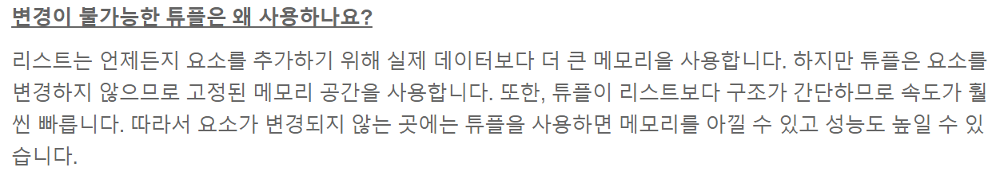 변경이 불가능한 튜플은 왜 사용하나요?
리스트는 언제든지 요소를 추가하기 위해 실제 데이터보다 더 큰 메모리을 사용합니다. 하지만 튜플은 요소를
변경하지 않으므로 고정된 메모리 공간을 사용합니다. 또한, 튜플이 리스트보다 구조가 간단하므로 속도가 훨
씬 빠릅니다. 따라서 요소가 변경되지 않는 곳에는 튜플을 사용하면 메모리를 아낄 수 있고 성능도 높일 수 있
습니다.